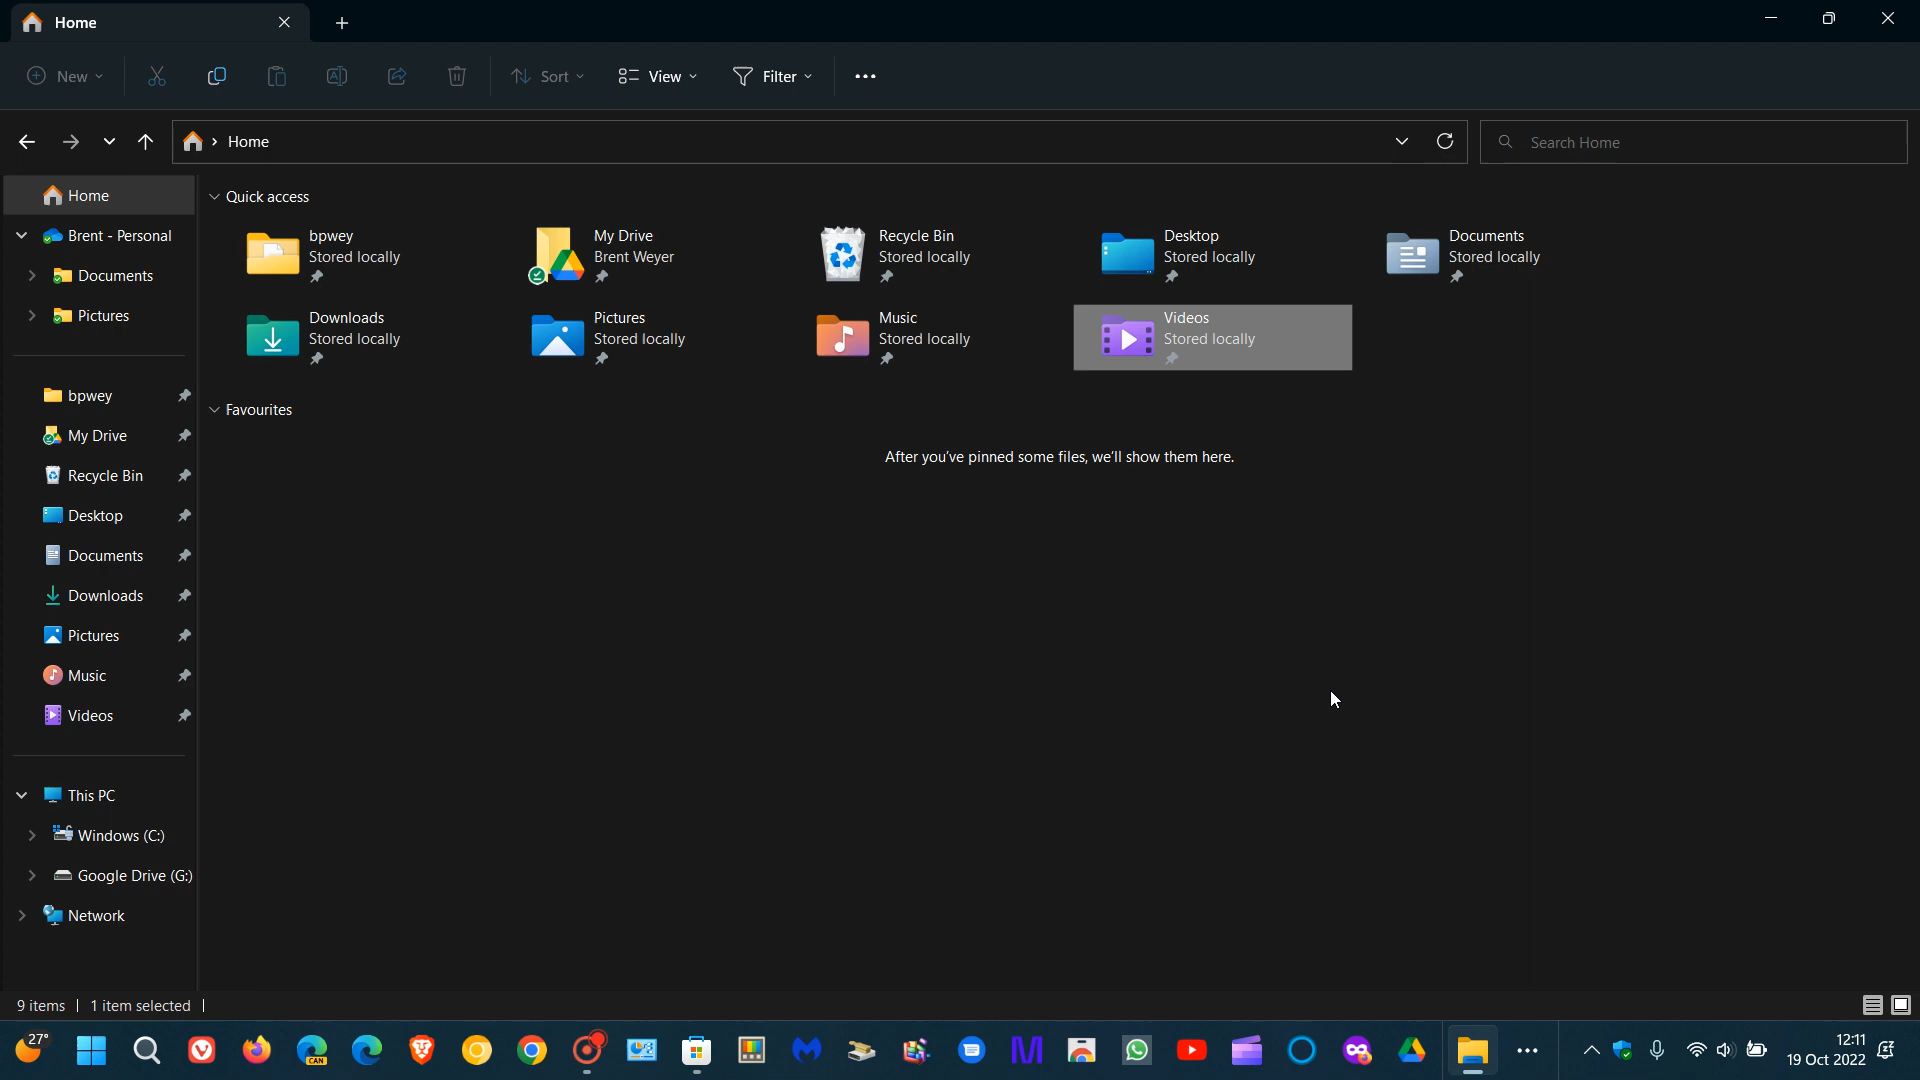 Home
New
Sort
View
Filter
Home
Search Home
Home
Brent - Personal
Documents
Pictures
bpwey
My Drive
Recycle Bin
Desktop
Documents
Downloads
Pictures
Music
Videos
This PC
Windows (C:)
Google Drive (G:)
Network
Quick access
bpwey
Stored locally
My Drive
Brent Weyer
Recycle Bin
Stored locally
Desktop
Stored locally
Documents
Stored locally
Downloads
Stored locally
Pictures
Stored locally
Music
Stored locally
Videos
Stored locally
Favourites
After you've pinned some files, we'll show them here.
9 items
1 item selected
27°
CAN
12:11
19 Oct 2022